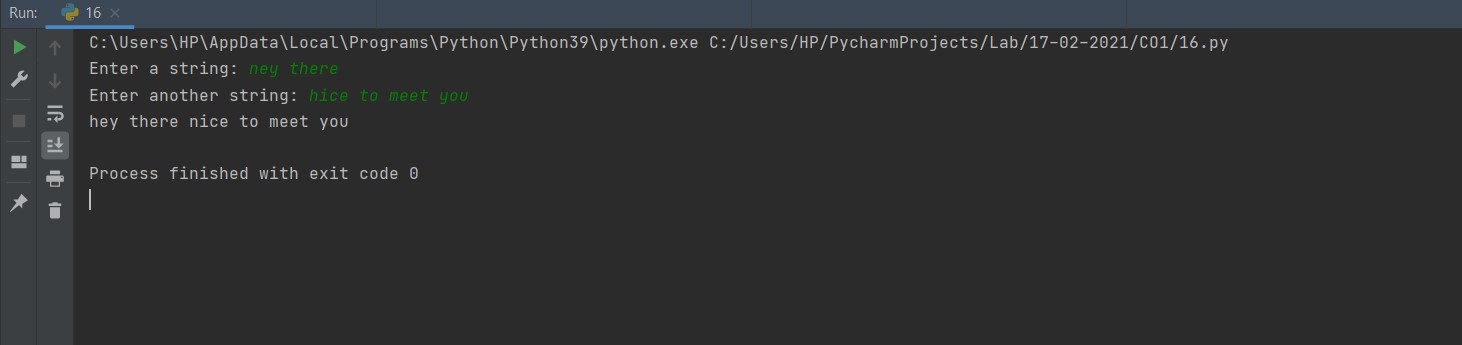 Run: 16
C:\Users\HP\AppData\Local\Programs\Python\Python39\python.exe C:/Users/HP/PycharmProjects/Lab/17-02-2021/CO1/16.py
Enter a string: ney there
Enter another string: hice to meet you
hey there nice to meet you
Process finished with exit code 0